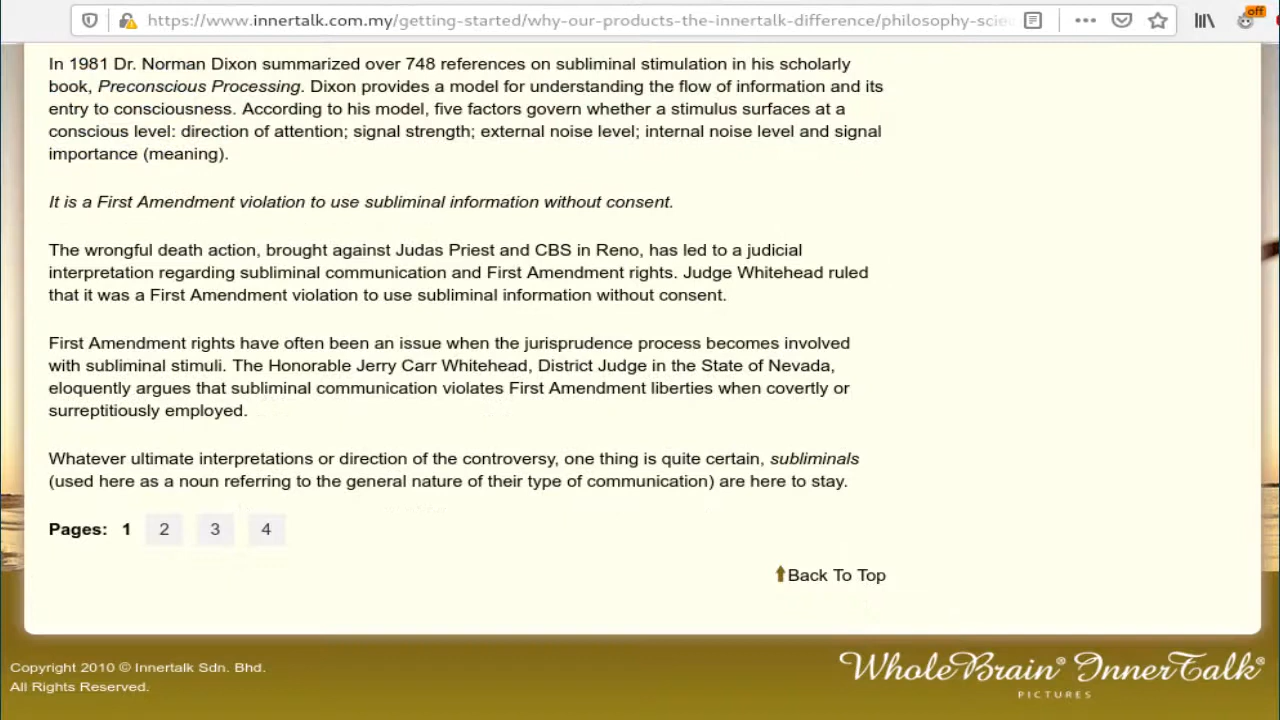 https://www.innertalk.com.my/getting-started/why-our-products-the-innertalk-difference/philosophy-scie
off
In 1981 Dr. Norman Dixon summarized over 748 references on subliminal stimulation in his scholarly
book, Preconscious Processing. Dixon provides a model for understanding the flow of information and its
entry to consciousness. According to his model, five factors govern whether a stimulus surfaces at a
conscious level: direction of attention; signal strength; external noise level; internal noise level and signal
importance (meaning).
It is a First Amendment violation to use subliminal information without consent.
The wrongful death action, brought against Judas Priest and CBS in Reno, has led to a judicial
interpretation regarding subliminal communication and First Amendment rights. Judge Whitehead ruled
that it was a First Amendment violation to use subliminal information without consent.
First Amendment rights have often been an issue when the jurisprudence process becomes involved
with subliminal stimuli. The Honorable Jerry Carr Whitehead, District Judge in the State of Nevada,
eloquently argues that subliminal communication violates First Amendment liberties when covertly or
surreptitiously employed.
Whatever ultimate interpretations or direction of the controversy, one thing is quite certain, subliminals
(used here as a noun referring to the general nature of their type of communication) are here to stay.
Pages: 1 2 3 4
Back To Top
Copyright 2010 © Innertalk Sdn. Bhd.
All Rights Reserved.
WholeBrain® InnerTalk®
PICTURES